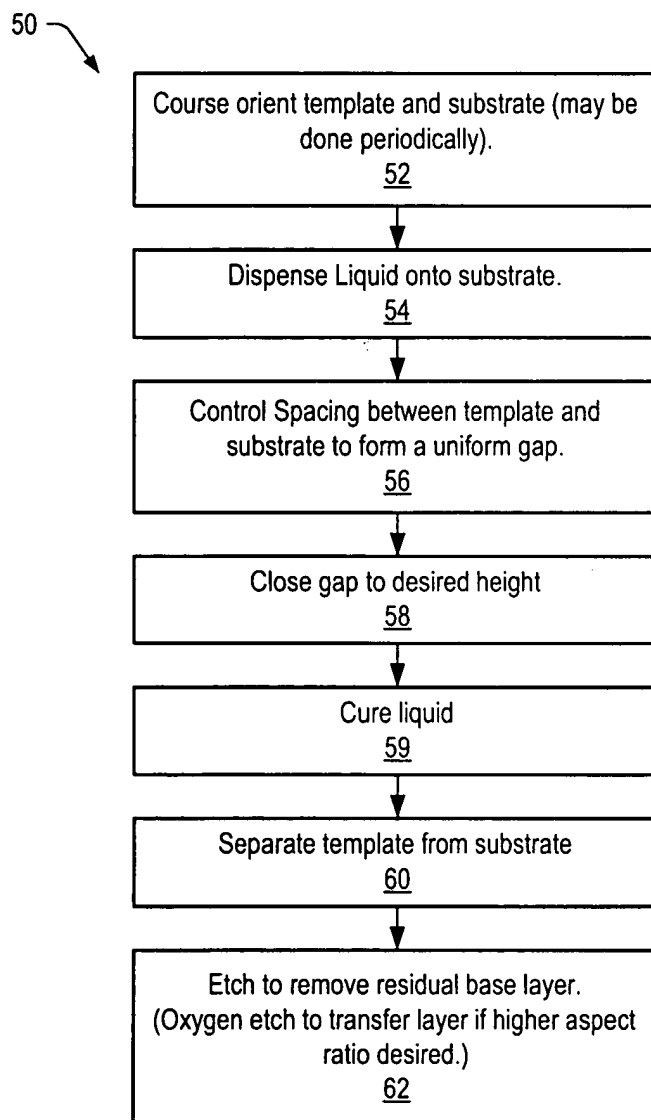 50
Course orient template and substrate (may be
done periodically).
52
Dispense Liquid onto substrate.
54
Control Spacing between template and
substrate to form a uniform gap.
56
Close gap to desired height
58
Cure liquid
59
Separate template from substrate
60
Etch to remove residual base layer.
(Oxygen etch to transfer layer if higher aspect
ratio desired.)
62